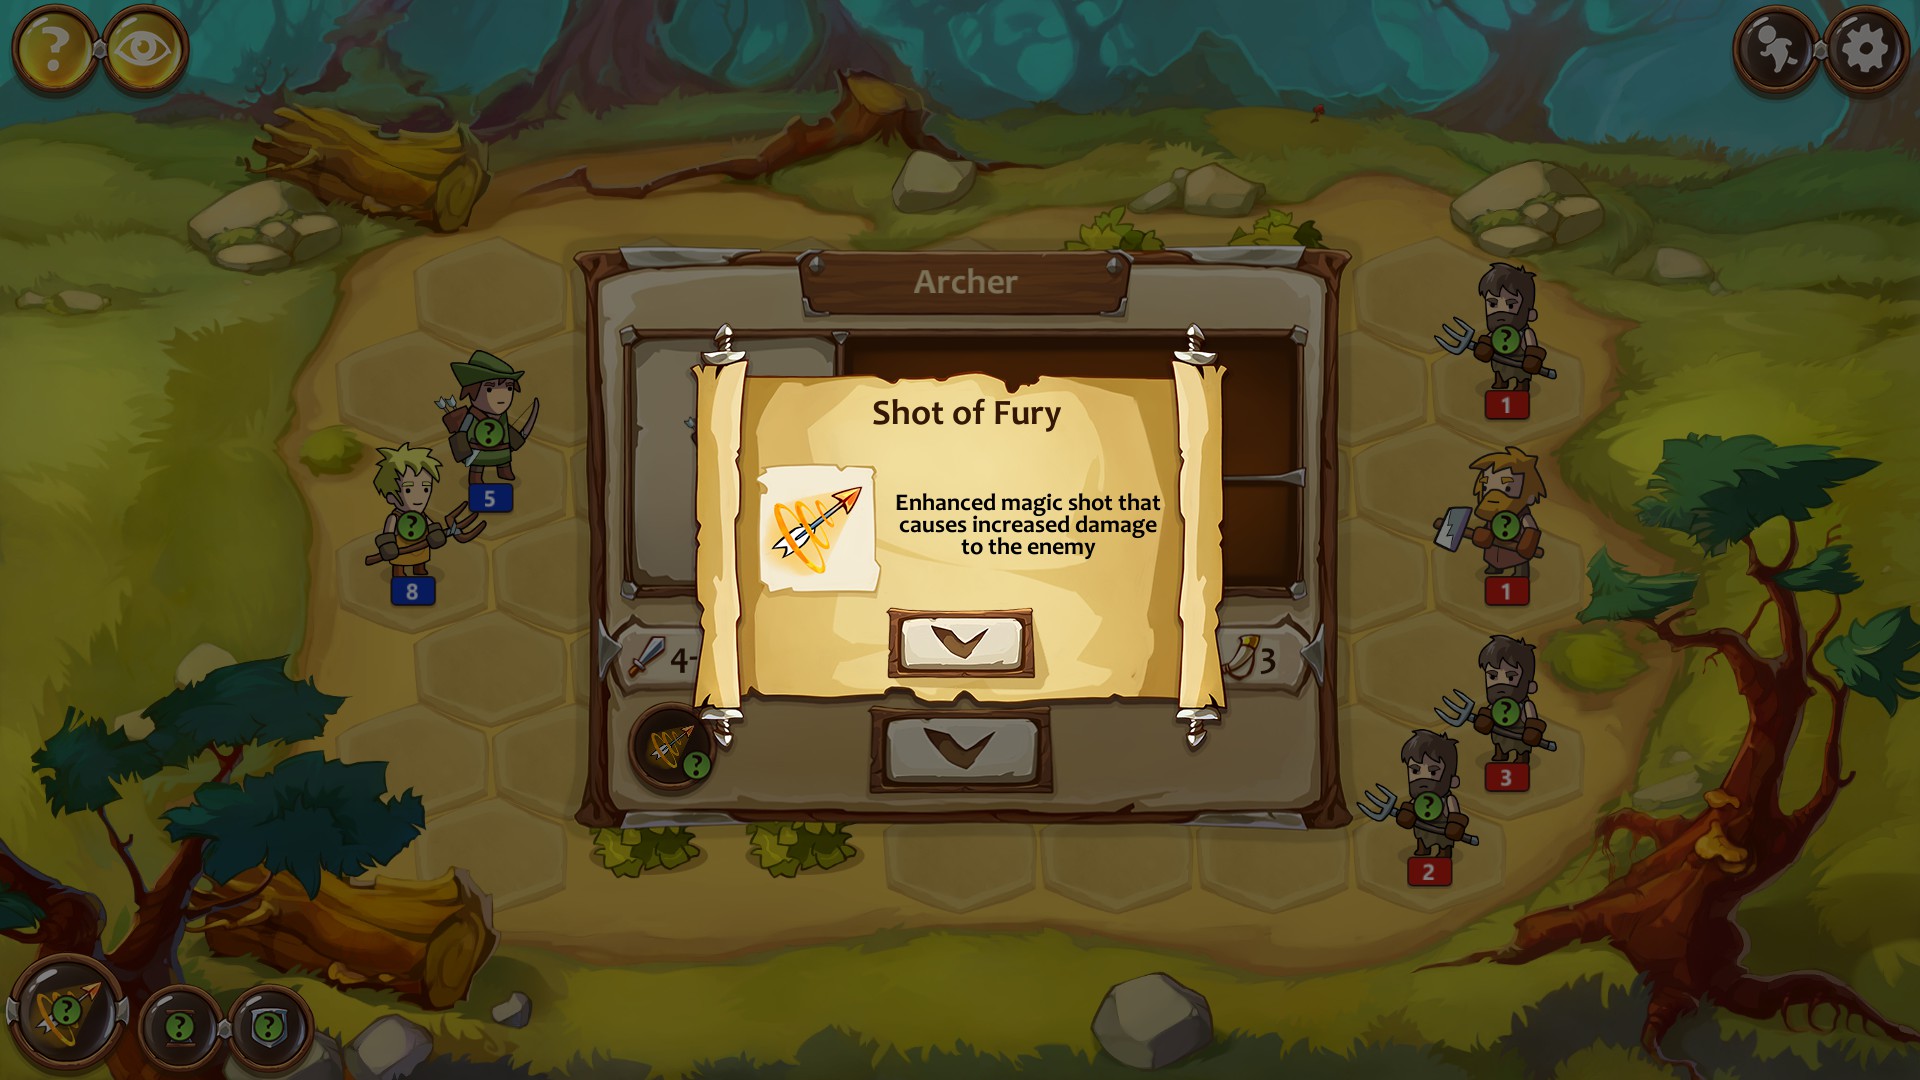 Archer
Shot of Fury
Enhanced magic shot that
causes increased damage
to the enemy
4-
3
5
8
1
1
3
2